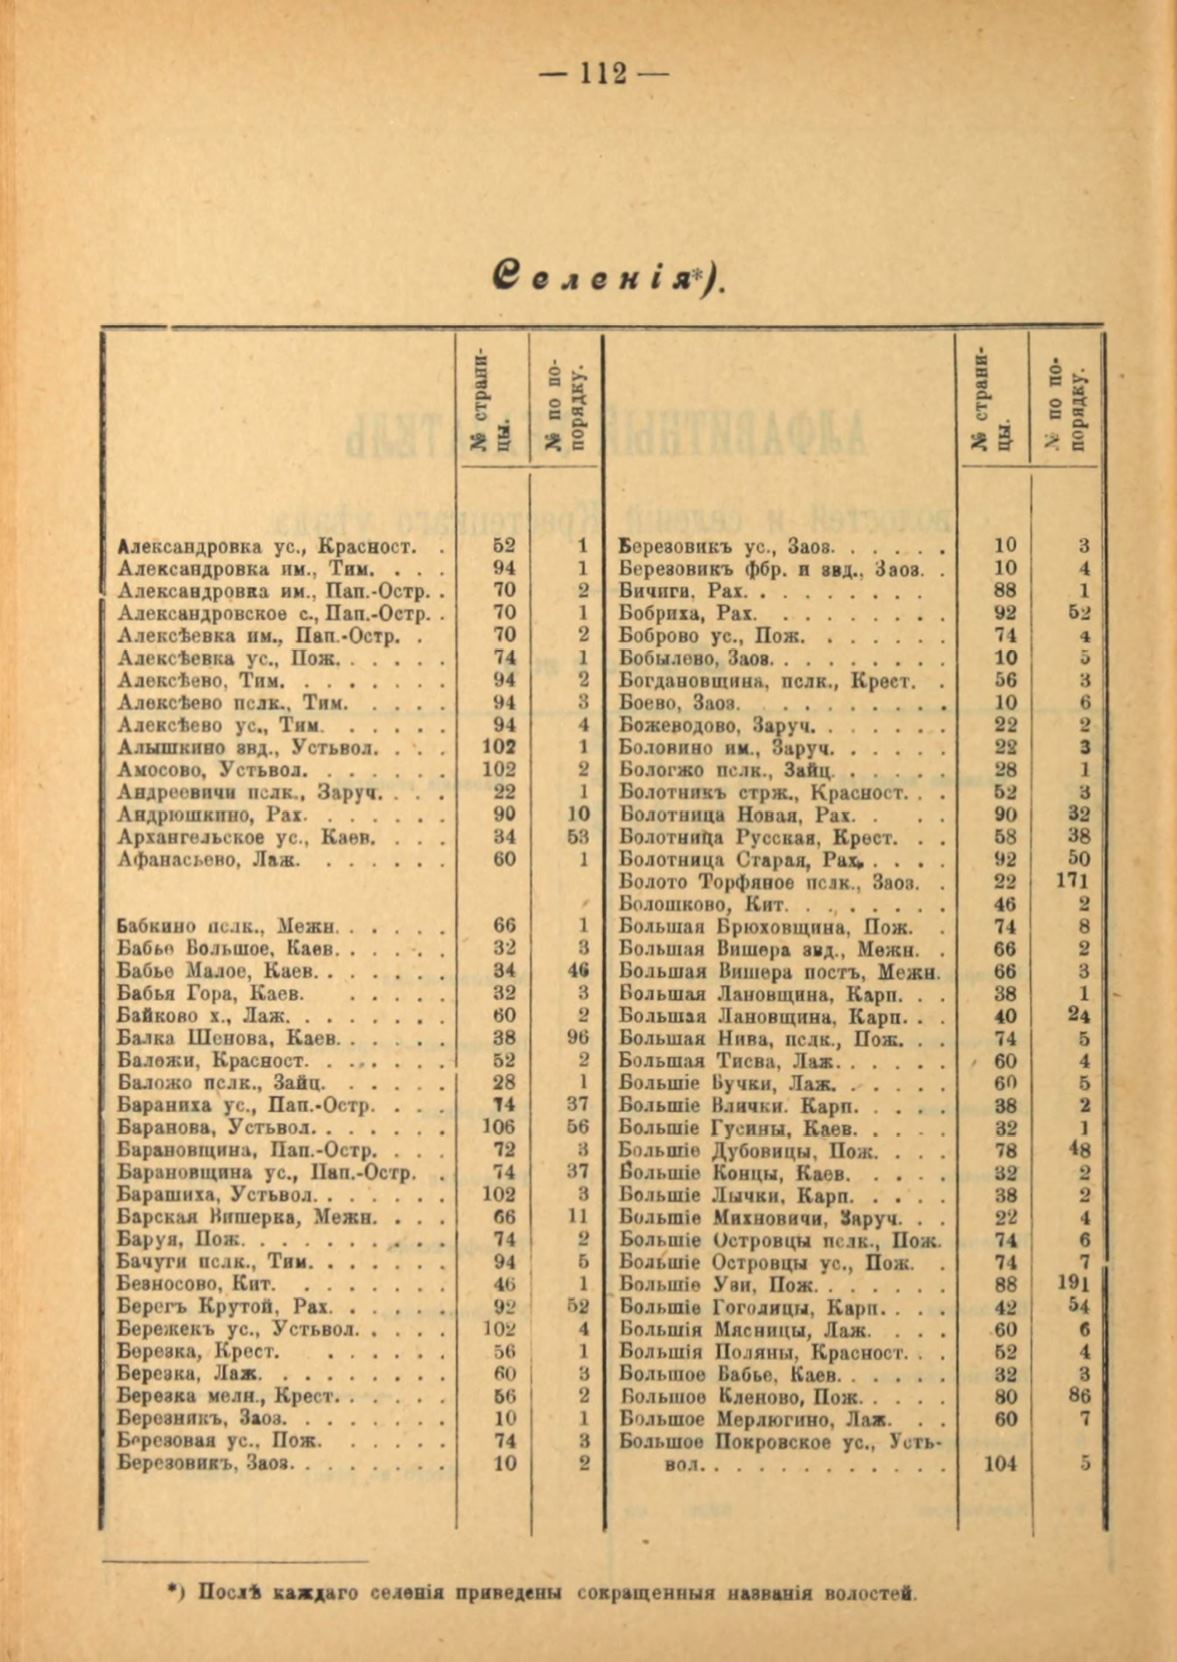 — 112 —
Селенія*).
№ страни-
цы.
№ по по-
порядку.
№ страни-
цы.
№ по по-
порядку.
Александровка ус., Красност. . 52 1
Александровка им., Тим. . . . 94 1
Александровка им., Пап.-Остр. . 70 2
Александровское с., Пап.-Остр. . 70 1
Алексѣевка им., Пап.-Остр. . 70 2
Алексѣевка ус., Пож. . . . . . 74 1
Алексѣево, Тим. . . . . . . . 94 2
Алексѣево пслк., Тим. . . . . 94 3
Алексѣево ус., Тим. . . . . . 94 4
Алышкино звд., Устьвол. . . . 102 1
Амосово, Устьвол. . . . . . . 102 2
Андреевичи пслк., Заруч. . . . 22 1
Андрюшкино, Рах. . . . . . . 90 10
Архангельское ус., Каев. . . . 34 53
Афанасьево, Лаж. . . . . . . 60 1
Бабкино пслк., Межн. . . . . . 66 1
Бабье Большое, Каев. . . . . . 32 3
Бабье Малое, Каев. . . . . . . 34 46
Бабья Гора, Каев. . . . . . 32 3
Байково х., Лаж. . . . . . . . 60 2
Балка Шенова, Каев. . . . . . 38 96
Баложи, Красност. . . . . . . 52 2
Баложо пслк., Зайц. . . . . . 28 1
Бараниха ус., Пап.-Остр. . . . 74 37
Баранова, Устьвол. . . . . . . 106 56
Барановщина, Пап.-Остр. . . . 72 3
Барановщина ус., Пап.-Остр. . 74 37
Барашиха, Устьвол. . . . . . . 102 3
Барская Вишерка, Межн. . . . 66 11
Баруя, Пож. . . . . . . . . . 74 2
Бачуги пслк., Тим. . . . . . . 94 5
Безносово, Кит. . . . . . . . 46 1
Берегъ Крутой, Рах. . . . . . 92 52
Бережекъ ус., Устьвол. . . . . 102 4
Березка, Крест. . . . . . . 56 1
Березка, Лаж. . . . . . . . . 60 3
Березка мелн., Крест. . . . . . 56 2
Березникъ, Заоз. . . . . . . . 10 1
Березовая ус., Пож. . . . . . 74 3
Березовикъ, Заоз. . . . . . . . 10 2
Березовикъ ус., Заоз. . . . . . 10 3
Березовикъ фбр. и звд., Заоз. . 10 4
Бичиги, Рах. . . . . . . . . 88 1
Бобриха, Рах. . . . . . . . . 92 52
Боброво ус., Пож. . . . . . . 74 4
Бобылево, Заоз. . . . . . . . . 10 5
Богдановщина, пслк., Крест. . 56 3
Боево, Заоз. . . . . . . . . 10 6
Божеводово, Заруч. . . . . . . 22 2
Боловино им., Заруч. . . . . . 22 3
Бологжо пслк., Зайц. . . . . . 28 1
Болотникъ стрж., Красност. . . 52 3
Болотница Новая, Рах. . . . 90 32
Болотница Русская, Крест. . . 58 38
Болотница Старая, Рах. . . . . 92 50
Болото Торфяное пслк., Заоз. . 22 171
Болошково, Кит. . . . . . . . 46 2
Большая Брюховщина, Пож. . 74 8
Большая Вишера звд., Межн. . 66 2
Большая Вишера постъ, Межн. 66 3
Большая Лановщина, Карп. . . 38 1
Большая Лановщина, Карп. . . 40 24
Большая Нива, пслк., Пож. . . 74 5
Большая Тисва, Лаж. . . . . . 60 4
Большіе Бучки, Лаж. . . . . . 60 5
Большіе Влички. Карп. . . . . 38 2
Большіе Гусины, Каев. . . . . 32 1
Большіе Дубовицы, Пож. . . . 78 48
Большіе Концы, Каев. . . . . 32 2
Большіе Лычки, Карп. . . . . 38 2
Большіе Михновичи, Заруч. . . 22 4
Большіе Островцы пслк., Пож. 74 6
Большіе Островцы ус., Пож. . 74 7
Большіе Узи, Пож. . . . . . . 88 191
Большіе Гоголицы, Карп. . . . 42 54
Большія Мясницы, Лаж. . . . 60 6
Большія Поляны, Красност. . . 52 4
Большое Бабье, Каев. . . . . . 32 3
Большое Кленово, Пож. . . . . 80 86
Большое Мерлюгино, Лаж. . . 60 7
Большое Покровское ус., Усть-
вол. . . . . . . . . . . . . 104 5
*) Послѣ каждаго селенія приведены сокращенныя названія волостей.